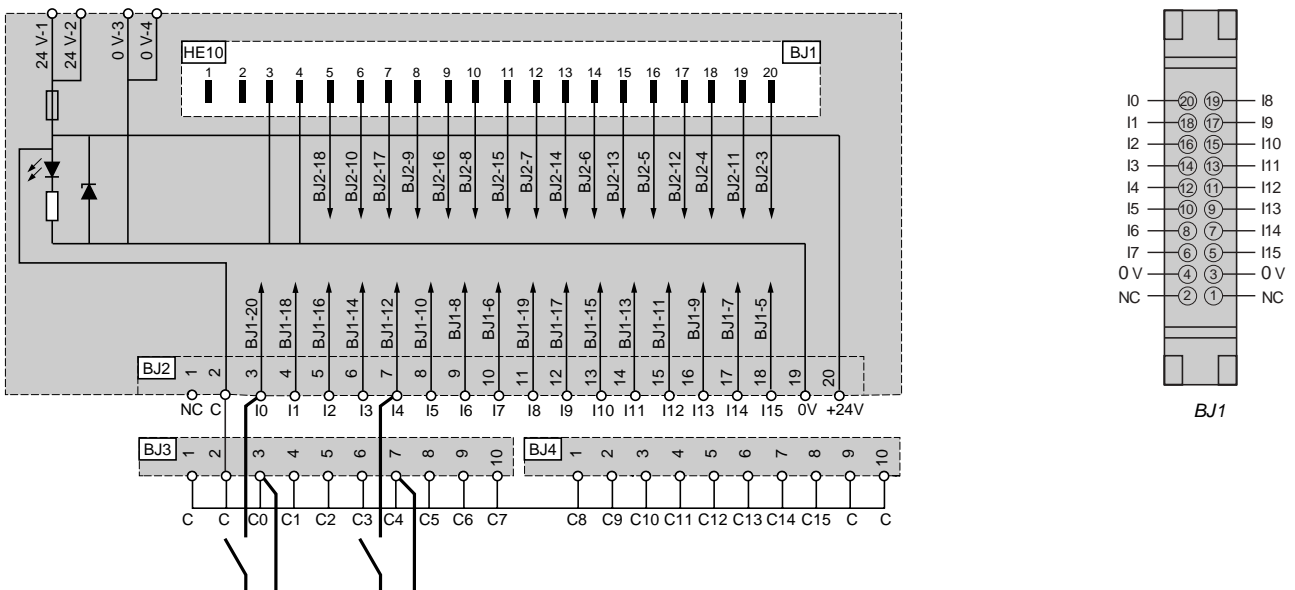 24 V-1 24 V-2 0 V-3 0 V-4
HE10 BJ1
1 2 3 4 5 6 7 8 9 10 11 12 13 14 15 16 17 18 19 20
BJ2-18 BJ2-10 BJ2-17 BJ2-9 BJ2-16 BJ2-8 BJ2-15 BJ2-7 BJ2-14 BJ2-6 BJ2-13 BJ2-5 BJ2-12 BJ2-4 BJ2-11 BJ2-3
BJ1-20 BJ1-18 BJ1-16 BJ1-14 BJ1-12 BJ1-10 BJ1-8 BJ1-6 BJ1-19 BJ1-17 BJ1-15 BJ1-13 BJ1-11 BJ1-9 BJ1-7 BJ1-5
BJ2 1 2 3 4 5 6 7 8 9 10 11 12 13 14 15 16 17 18 19 20
NC C I0 I1 I2 I3 I4 I5 I6 I7 I8 I9 I10 I11 I12 I13 I14 I15 0V +24V
BJ3 1 2 3 4 5 6 7 8 9 10 BJ4 1 2 3 4 5 6 7 8 9 10
C C C0 C1 C2 C3 C4 C5 C6 C7 C8 C9 C10 C11 C12 C13 C14 C15 C C
I0 20 19 I8
I1 18 17 I9
I2 16 15 I10
I3 14 13 I11
I4 12 11 I12
I5 10 9 I13
I6 8 7 I14
I7 6 5 I15
0 V 4 3 0 V
NC 2 1 NC
BJ1